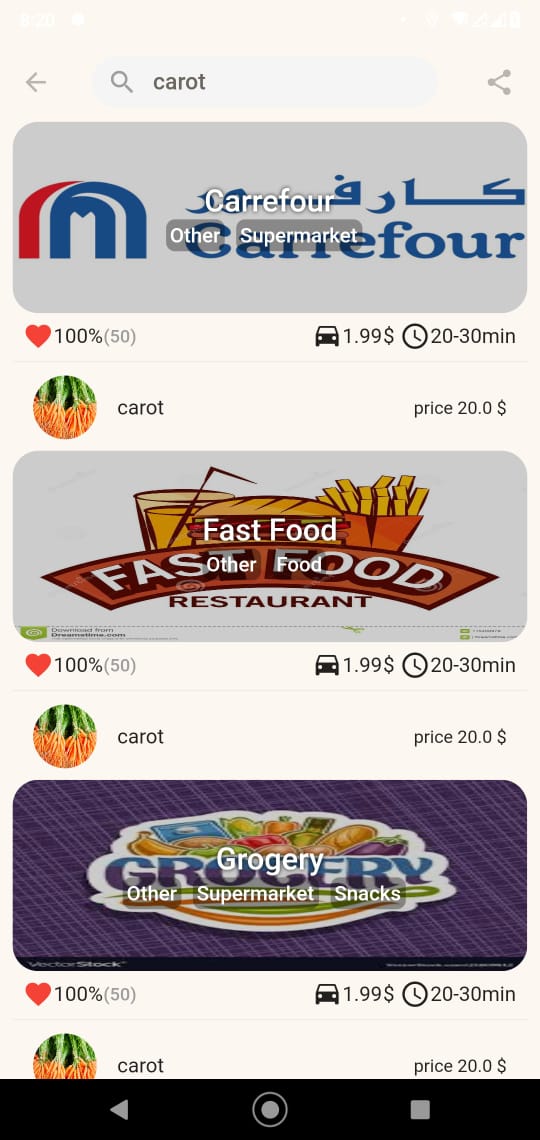 8:20
carot
كارفور
Carrefour
Carrefour
Other Supermarket
100%(50) 1.99$ 20-30min
carot price 20.0 $
Fast Food
FAST FOOD
Other Food
RESTAURANT
Download from
Dreamstime.com
100%(50) 1.99$ 20-30min
carot price 20.0 $
Grogery
GROCERY
Other Supermarket Snacks
VectorStock
100%(50) 1.99$ 20-30min
carot price 20.0 $